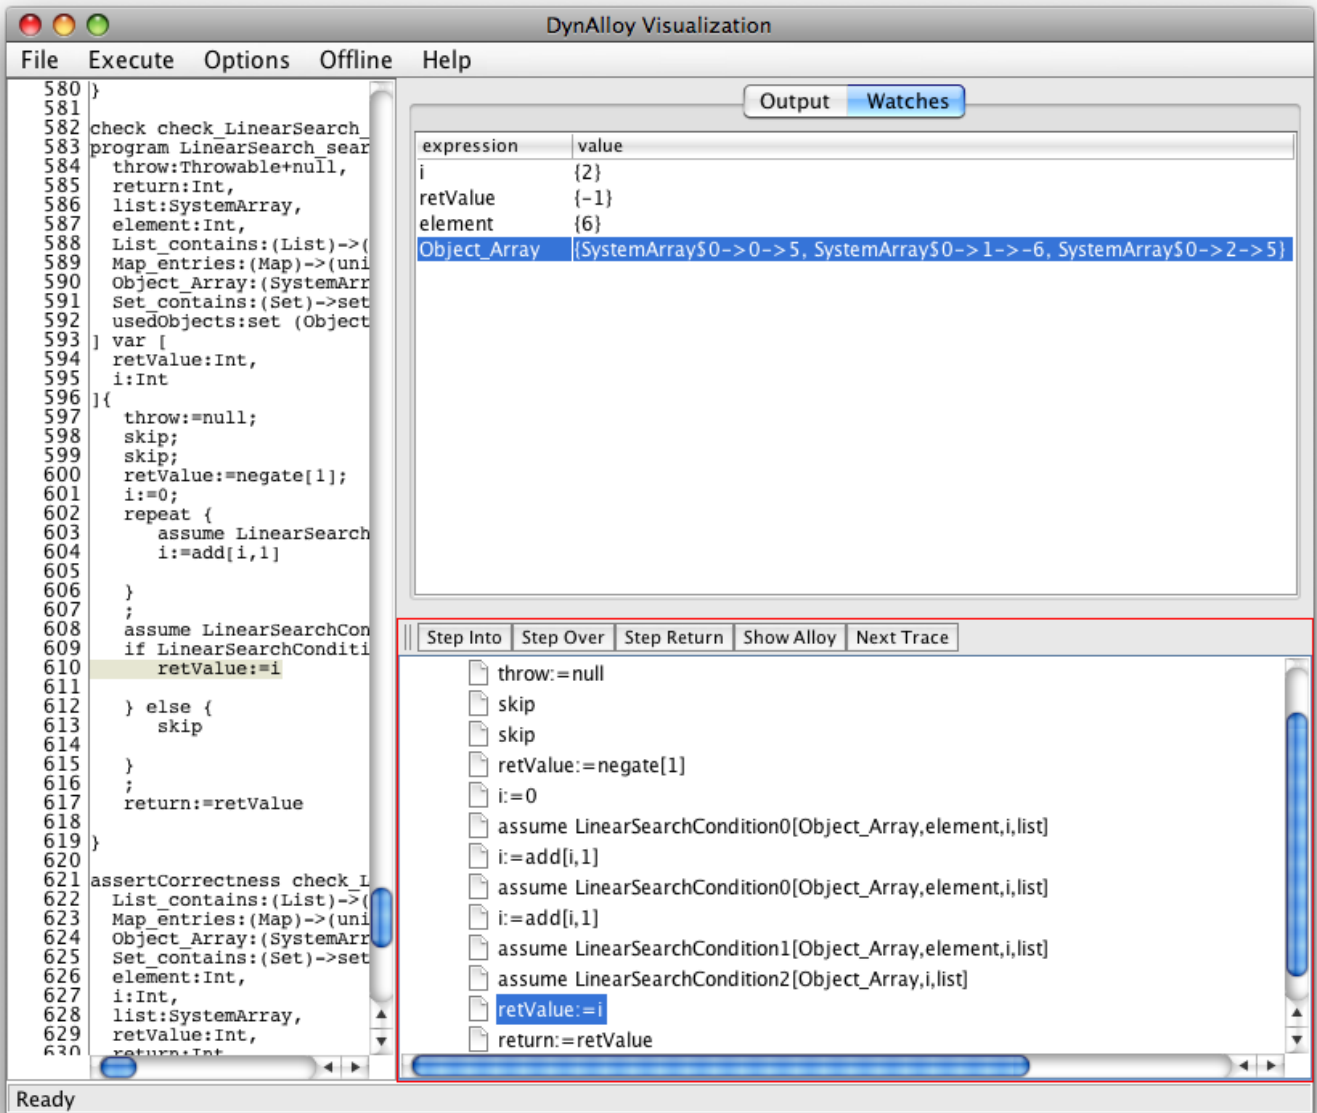 DynAlloy Visualization
File Execute Options Offline Help
580 }
581
582 check check_LinearSearch_
583 program LinearSearch_sear
584 throw:Throwable+null,
585 return:Int,
586 list:SystemArray,
587 element:Int,
588 List_contains:(List)->(
589 Map_entries:(Map)->(uni
590 Object_Array:(SystemArr
591 Set_contains:(Set)->set
592 usedObjects:set (Object
593 ] var [
594 retValue:Int,
595 i:Int
596 ]{
597 throw:=null;
598 skip;
599 skip;
600 retValue:=negate[1];
601 i:=0;
602 repeat {
603 assume LinearSearch
604 i:=add[i,1]
605
606 }
607 ;
608 assume LinearSearchCon
609 if LinearSearchConditi
610 retValue:=i
611
612 } else {
613 skip
614
615 }
616 ;
617 return:=retValue
618
619 }
620
621 assertCorrectness check_L
622 List_contains:(List)->(
623 Map_entries:(Map)->(uni
624 Object_Array:(SystemArr
625 Set_contains:(Set)->set
626 element:Int,
627 i:Int,
628 list:SystemArray,
629 retValue:Int,
630 return:Int
Output Watches
expression value
i {2}
retValue {-1}
element {6}
Object_Array {SystemArray$0->0->5, SystemArray$0->1->-6, SystemArray$0->2->5}
Step Into Step Over Step Return Show Alloy Next Trace
throw:=null
skip
skip
retValue:=negate[1]
i:=0
assume LinearSearchCondition0[Object_Array,element,i,list]
i:=add[i,1]
assume LinearSearchCondition0[Object_Array,element,i,list]
i:=add[i,1]
assume LinearSearchCondition1[Object_Array,element,i,list]
assume LinearSearchCondition2[Object_Array,i,list]
retValue:=i
return:=retValue
Ready